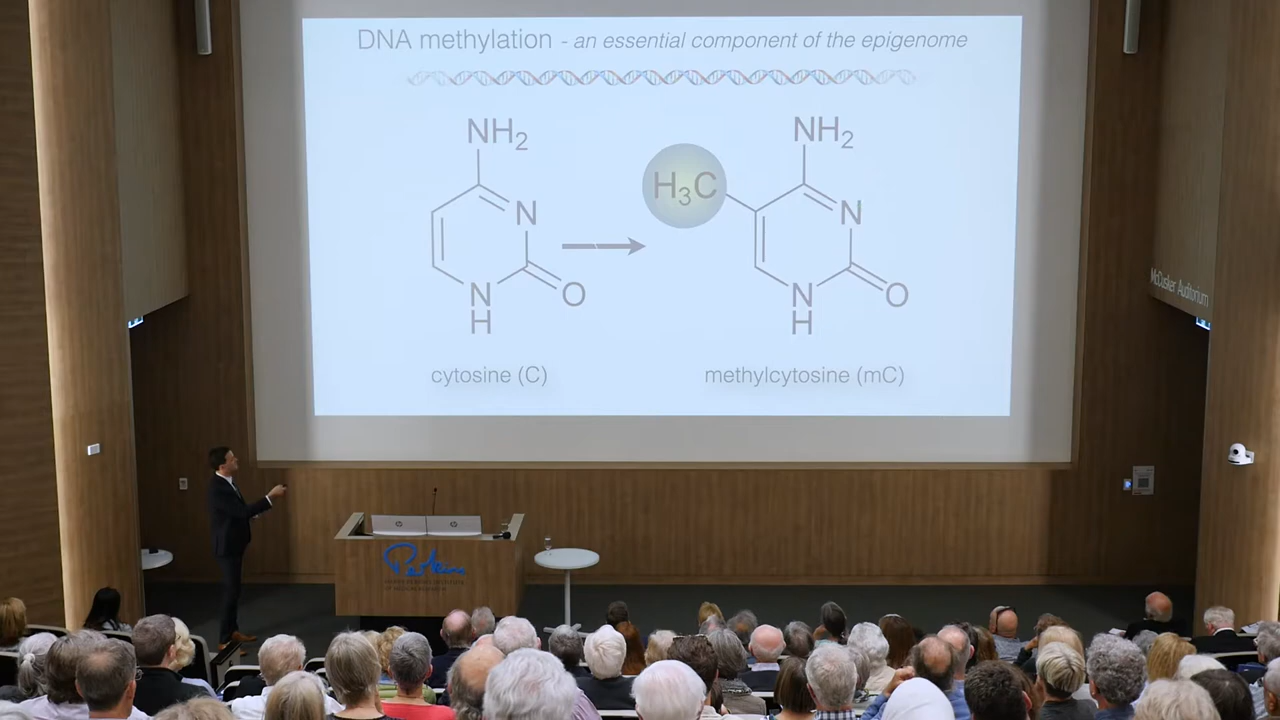 DNA methylation - an essential component of the epigenome
NH2
NH2
H3C
N
N
N
H
O
N
H
O
cytosine (C)
methylcytosine (mC)
McCusker Auditorium